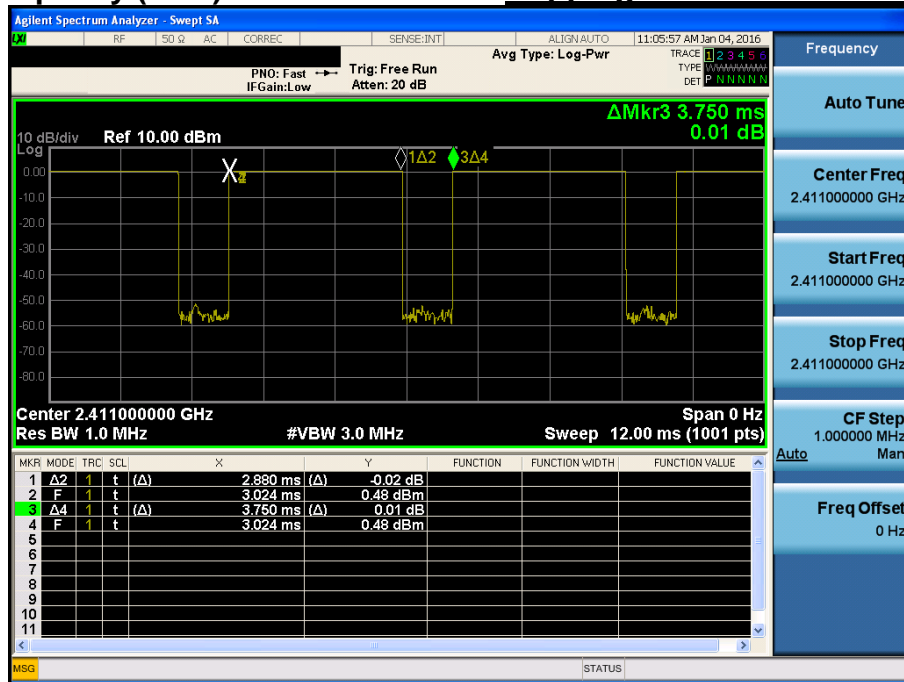 Agilent Spectrum Analyzer - Swept SA
LXI RF 50 Ω AC CORREC SENSE:INT ALIGN AUTO 11:05:57 AM Jan 04, 2016
Avg Type: Log-Pwr TRACE 1 2 3 4 5 6
PNO: Fast Trig: Free Run TYPE WWWWWW
IFGain:Low Atten: 20 dB DET P N N N N N
ΔMkr3 3.750 ms
0.01 dB
10 dB/div Ref 10.00 dBm
Log
1Δ2 3Δ4
0.00
-10.0
-20.0
-30.0
-40.0
-50.0
-60.0
-70.0
-80.0
Center 2.411000000 GHz Span 0 Hz
Res BW 1.0 MHz #VBW 3.0 MHz Sweep 12.00 ms (1001 pts)
MKR MODE TRC SCL X Y FUNCTION FUNCTION WIDTH FUNCTION VALUE
1 Δ2 1 t (Δ) 2.880 ms (Δ) -0.02 dB
2 F 1 t 3.024 ms 0.48 dBm
3 Δ4 1 t (Δ) 3.750 ms (Δ) 0.01 dB
4 F 1 t 3.024 ms 0.48 dBm
5
6
7
8
9
10
11
MSG STATUS
Frequency
Auto Tune
Center Freq
2.411000000 GHz
Start Freq
2.411000000 GHz
Stop Freq
2.411000000 GHz
CF Step
1.000000 MHz
Auto Man
Freq Offset
0 Hz